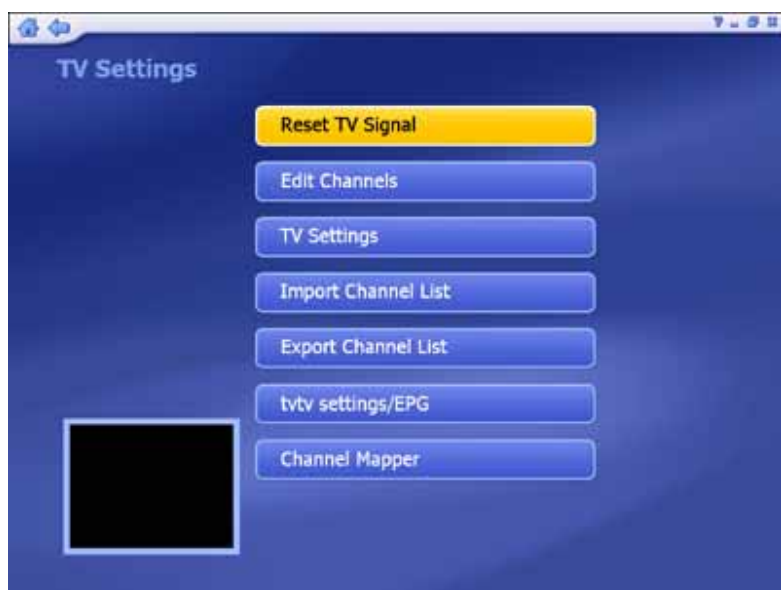 TV Settings
Reset TV Signal
Edit Channels
TV Settings
Import Channel List
Export Channel List
tvtv settings/EPG
Channel Mapper